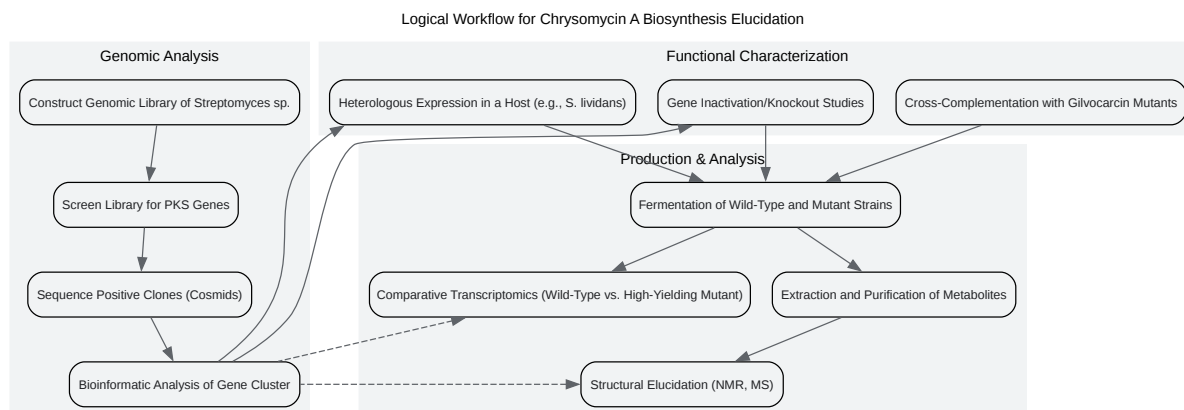 Logical Workflow for Chrysomycin A Biosynthesis Elucidation
Genomic Analysis
Construct Genomic Library of Streptomyces sp.
Screen Library for PKS Genes
Sequence Positive Clones (Cosmids)
Bioinformatic Analysis of Gene Cluster
Functional Characterization
Heterologous Expression in a Host (e.g., S. lividans)
Gene Inactivation/Knockout Studies
Cross-Complementation with Gilvocarcin Mutants
Production & Analysis
Fermentation of Wild-Type and Mutant Strains
Comparative Transcriptomics (Wild-Type vs. High-Yielding Mutant)
Extraction and Purification of Metabolites
Structural Elucidation (NMR, MS)